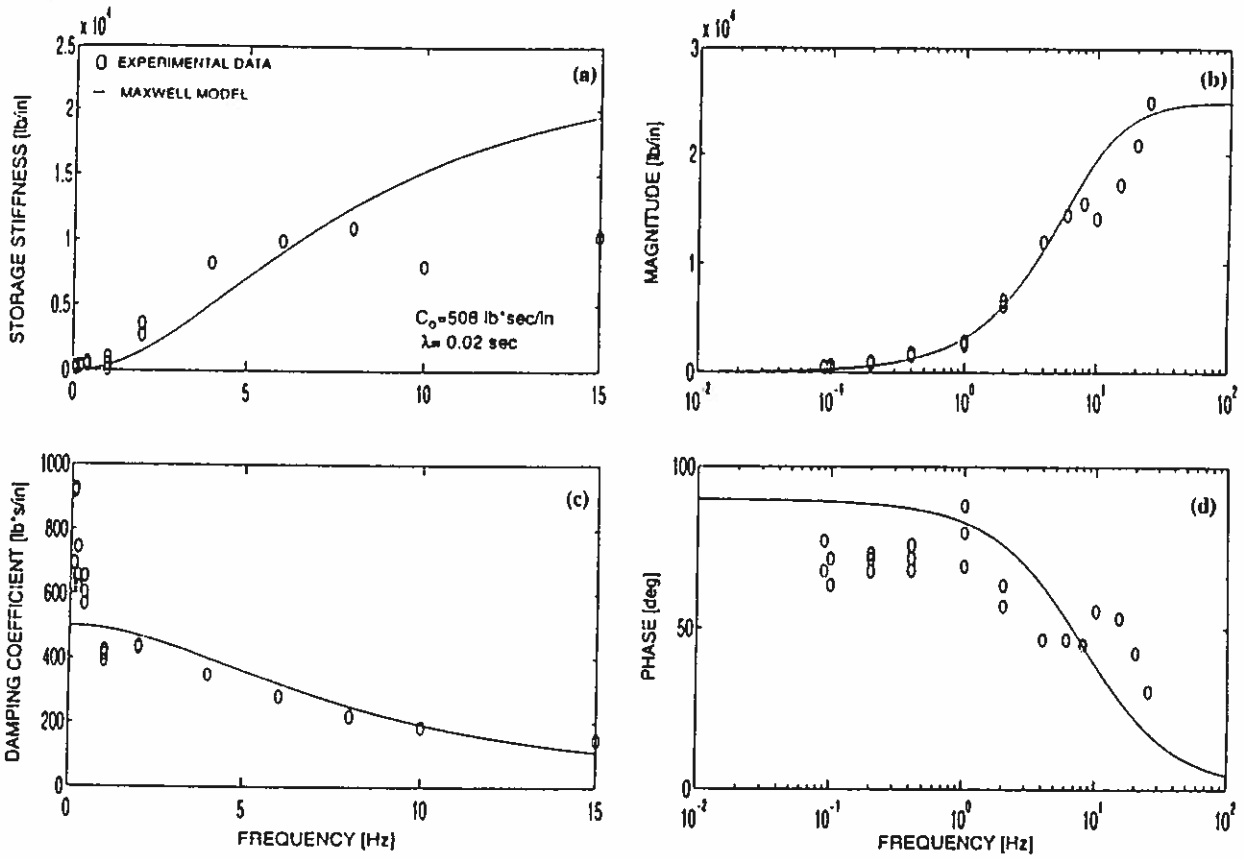 x 10⁴
2.5
2
1.5
1
0.5
0
STORAGE STIFFNESS [lb/in]
O EXPERIMENTAL DATA
— MAXWELL MODEL
(a)
C₀=508 lb*sec/in
λ= 0.02 sec
0 5 10 15
x 10⁴
3
2
1
0
MAGNITUDE [lb/in]
(b)
10⁻² 10⁻¹ 10⁰ 10¹ 10²
1000
800
600
400
200
0
DAMPING COEFFICIENT [lb*s/in]
(c)
0 5 10 15
FREQUENCY [Hz]
100
50
0
PHASE [deg]
(d)
10⁻² 10⁻¹ 10⁰ 10¹ 10²
FREQUENCY [Hz]